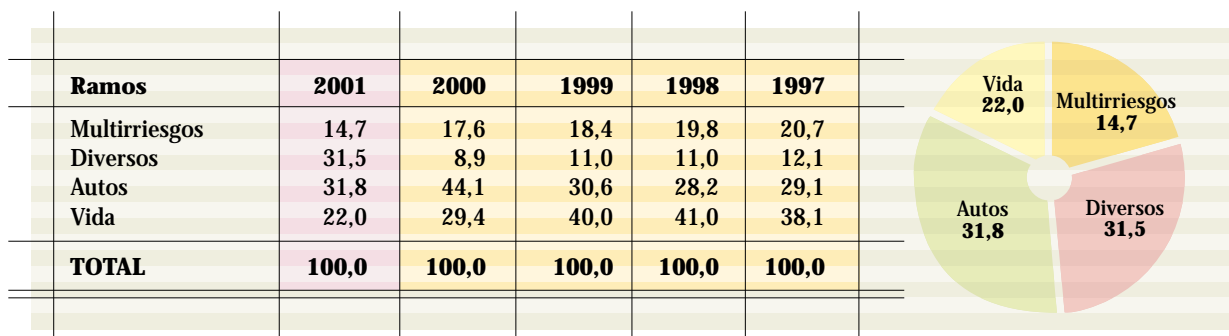 Ramos 2001 2000 1999 1998 1997
Multirriesgos 14,7 17,6 18,4 19,8 20,7
Diversos 31,5 8,9 11,0 11,0 12,1
Autos 31,8 44,1 30,6 28,2 29,1
Vida 22,0 29,4 40,0 41,0 38,1
TOTAL 100,0 100,0 100,0 100,0 100,0
Vida
22,0
Multirriesgos
14,7
Autos
31,8
Diversos
31,5